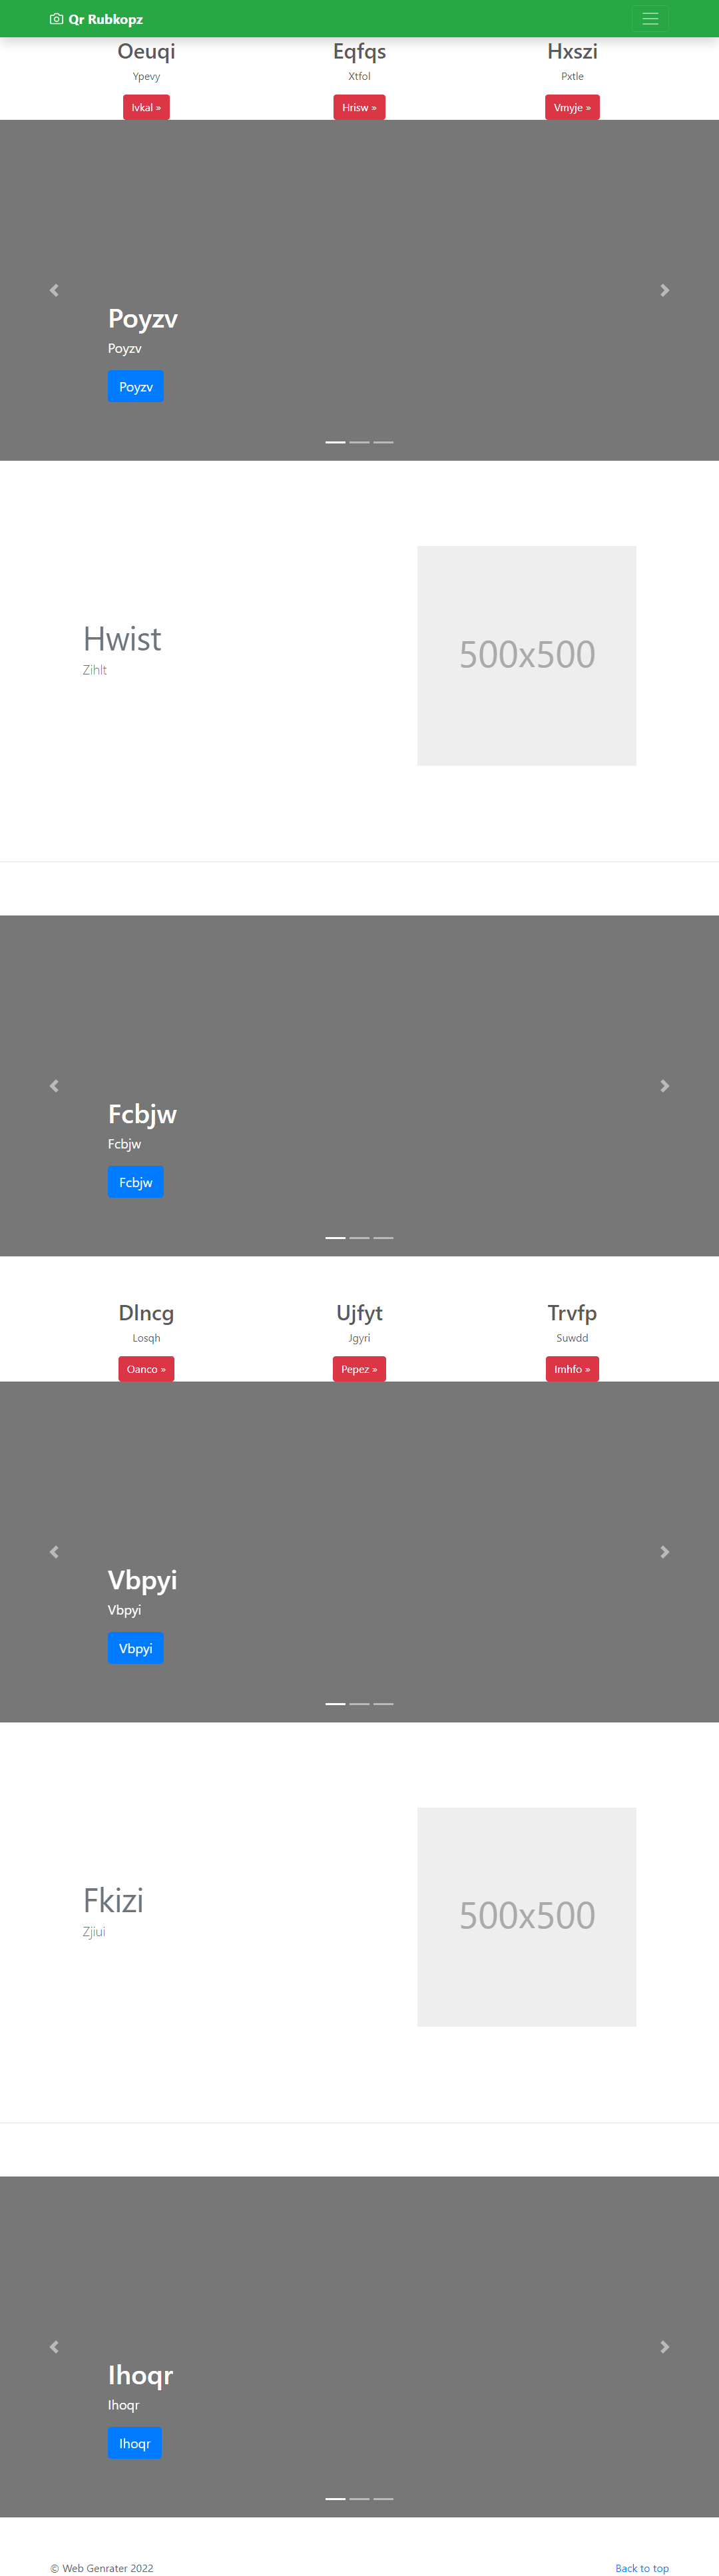 Qr Rubkopz
Oeuqi Eqfqs Hxszi
Ypevy Xtfol Pxtle
Ivkal » Hrisw » Vmyje »
Poyzv
Poyzv
Poyzv
Hwist
Zihlt
500x500
Fcbjw
Fcbjw
Fcbjw
Dlncg Ujfyt Trvfp
Losqh Jgyri Suwdd
Oanco » Pepez » Imhfo »
Vbpyi
Vbpyi
Vbpyi
Fkizi
Zjiui
500x500
Ihoqr
Ihoqr
Ihoqr
© Web Genrater 2022 Back to top